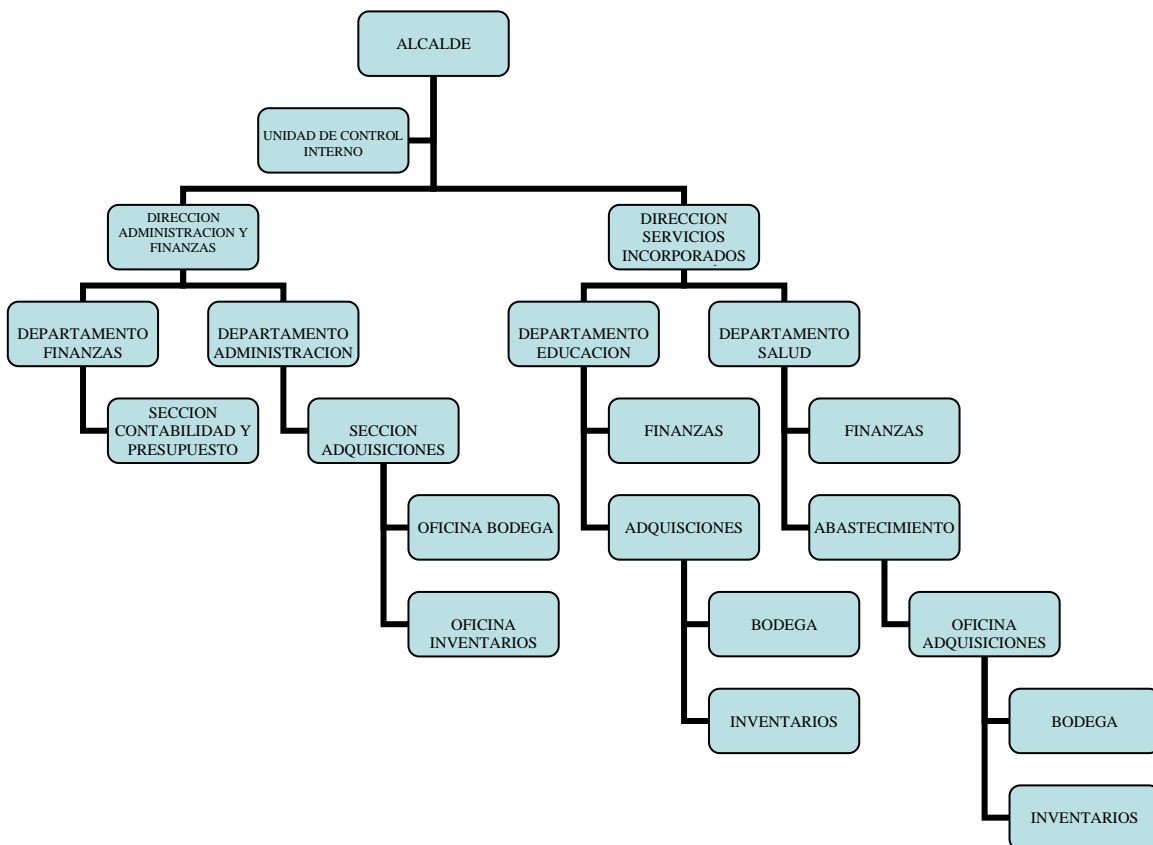 ALCALDE
UNIDAD DE CONTROL
INTERNO
DIRECCION
ADMINISTRACION Y
FINANZAS
DIRECCION
SERVICIOS
INCORPORADOS
DEPARTAMENTO
FINANZAS
DEPARTAMENTO
ADMINISTRACION
DEPARTAMENTO
EDUCACION
DEPARTAMENTO
SALUD
SECCION
CONTABILIDAD Y
PRESUPUESTO
SECCION
ADQUISICIONES
FINANZAS
FINANZAS
OFICINA BODEGA
ADQUISCIONES
ABASTECIMIENTO
OFICINA
INVENTARIOS
BODEGA
OFICINA
ADQUISICIONES
INVENTARIOS
BODEGA
INVENTARIOS